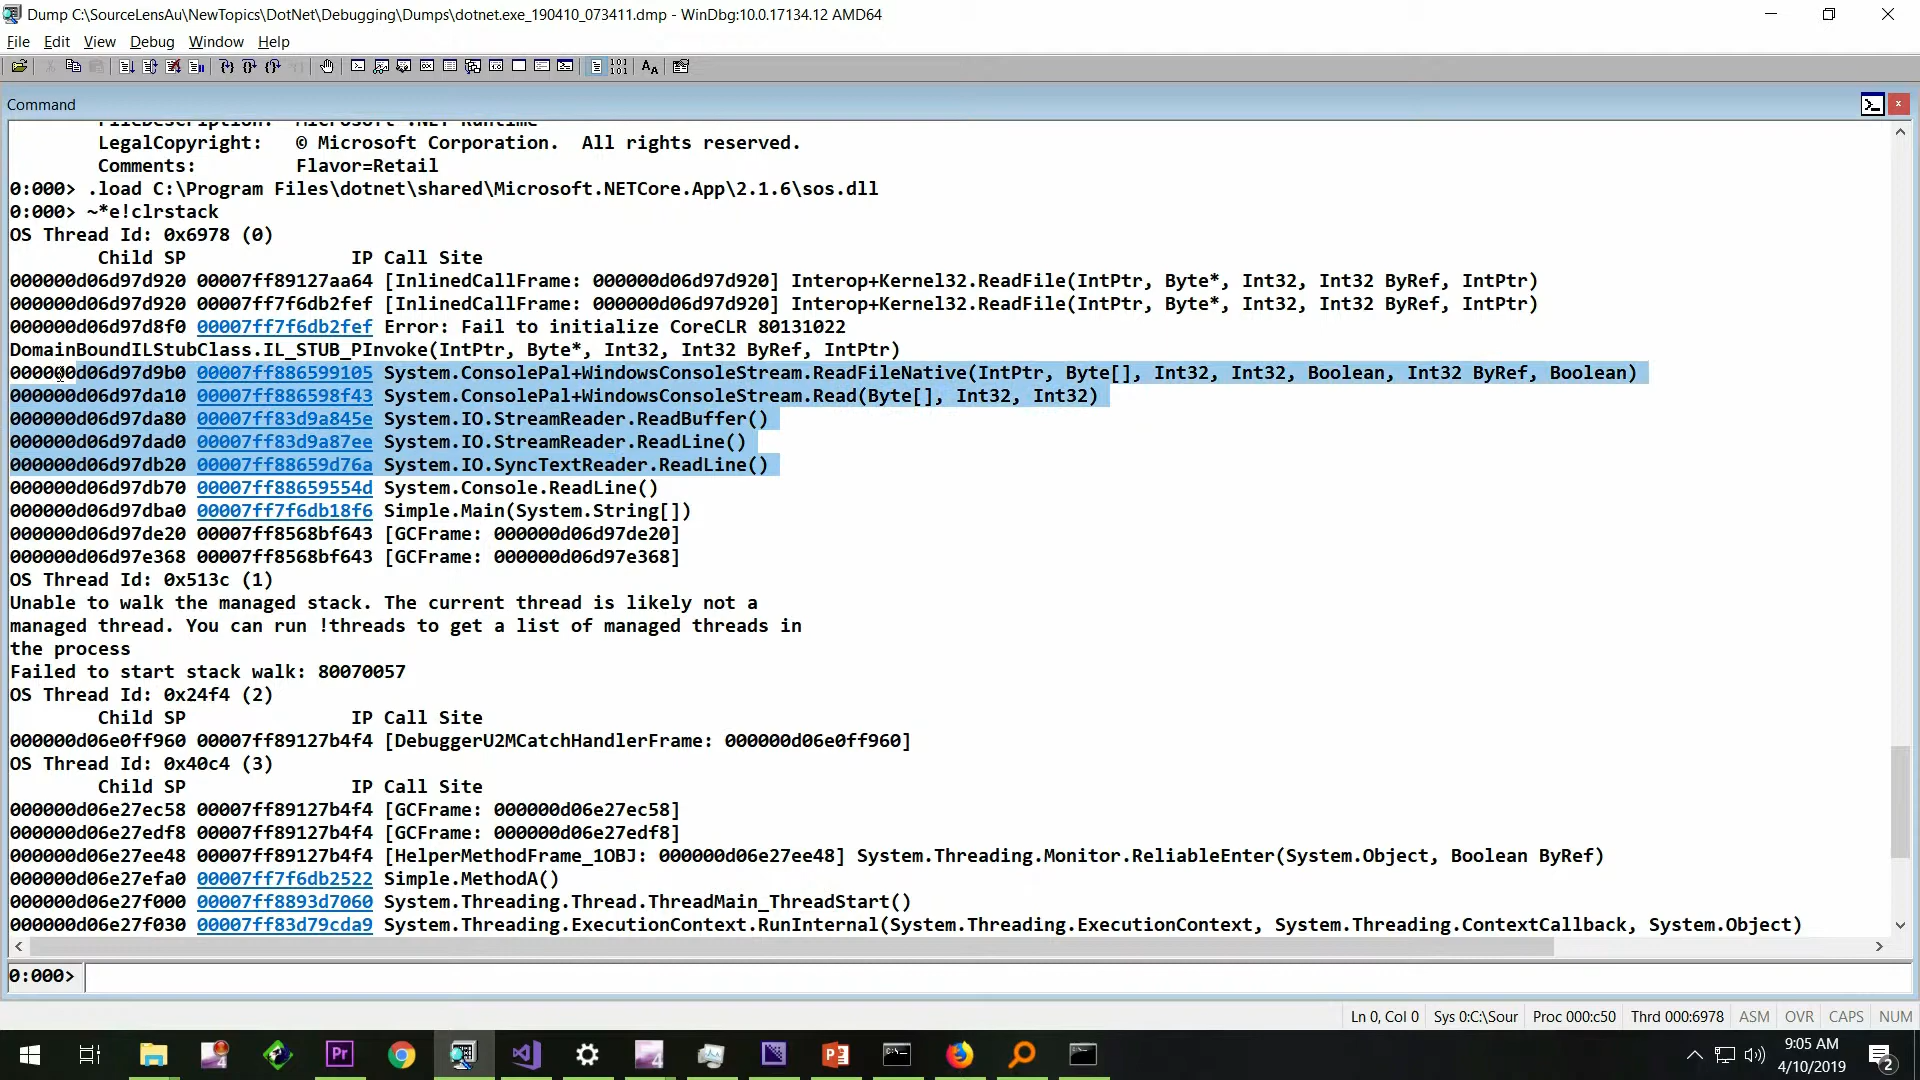 Dump C:\SourceLensAu\NewTopics\DotNet\Debugging\Dumps\dotnet.exe_190410_073411.dmp - WinDbg:10.0.17134.12 AMD64
File Edit View Debug Window Help
Command
FileDescription: Microsoft .NET Runtime
LegalCopyright: © Microsoft Corporation. All rights reserved.
Comments: Flavor=Retail
0:000> .load C:\Program Files\dotnet\shared\Microsoft.NETCore.App\2.1.6\sos.dll
0:000> ~*e!clrstack
OS Thread Id: 0x6978 (0)
Child SP IP Call Site
000000d06d97d920 00007ff89127aa64 [InlinedCallFrame: 000000d06d97d920] Interop+Kernel32.ReadFile(IntPtr, Byte*, Int32, Int32 ByRef, IntPtr)
000000d06d97d920 00007ff7f6db2fef [InlinedCallFrame: 000000d06d97d920] Interop+Kernel32.ReadFile(IntPtr, Byte*, Int32, Int32 ByRef, IntPtr)
000000d06d97d8f0 00007ff7f6db2fef Error: Fail to initialize CoreCLR 80131022
DomainBoundILStubClass.IL_STUB_PInvoke(IntPtr, Byte*, Int32, Int32 ByRef, IntPtr)
000000d06d97d9b0 00007ff886599105 System.ConsolePal+WindowsConsoleStream.ReadFileNative(IntPtr, Byte[], Int32, Int32, Boolean, Int32 ByRef, Boolean)
000000d06d97da10 00007ff886598f43 System.ConsolePal+WindowsConsoleStream.Read(Byte[], Int32, Int32)
000000d06d97da80 00007ff83d9a845e System.IO.StreamReader.ReadBuffer()
000000d06d97dad0 00007ff83d9a87ee System.IO.StreamReader.ReadLine()
000000d06d97db20 00007ff88659d76a System.IO.SyncTextReader.ReadLine()
000000d06d97db70 00007ff88659554d System.Console.ReadLine()
000000d06d97dba0 00007ff7f6db18f6 Simple.Main(System.String[])
000000d06d97de20 00007ff8568bf643 [GCFrame: 000000d06d97de20]
000000d06d97e368 00007ff8568bf643 [GCFrame: 000000d06d97e368]
OS Thread Id: 0x513c (1)
Unable to walk the managed stack. The current thread is likely not a
managed thread. You can run !threads to get a list of managed threads in
the process
Failed to start stack walk: 80070057
OS Thread Id: 0x24f4 (2)
Child SP IP Call Site
000000d06e0ff960 00007ff89127b4f4 [DebuggerU2MCatchHandlerFrame: 000000d06e0ff960]
OS Thread Id: 0x40c4 (3)
Child SP IP Call Site
000000d06e27ec58 00007ff89127b4f4 [GCFrame: 000000d06e27ec58]
000000d06e27edf8 00007ff89127b4f4 [GCFrame: 000000d06e27edf8]
000000d06e27ee48 00007ff89127b4f4 [HelperMethodFrame_1OBJ: 000000d06e27ee48] System.Threading.Monitor.ReliableEnter(System.Object, Boolean ByRef)
000000d06e27efa0 00007ff7f6db2522 Simple.MethodA()
000000d06e27f000 00007ff8893d7060 System.Threading.Thread.ThreadMain_ThreadStart()
000000d06e27f030 00007ff83d79cda9 System.Threading.ExecutionContext.RunInternal(System.Threading.ExecutionContext, System.Threading.ContextCallback, System.Object)
0:000>
Ln 0, Col 0 Sys 0:C:\Sour Proc 000:c50 Thrd 000:6978 ASM OVR CAPS NUM
9:05 AM
4/10/2019
2